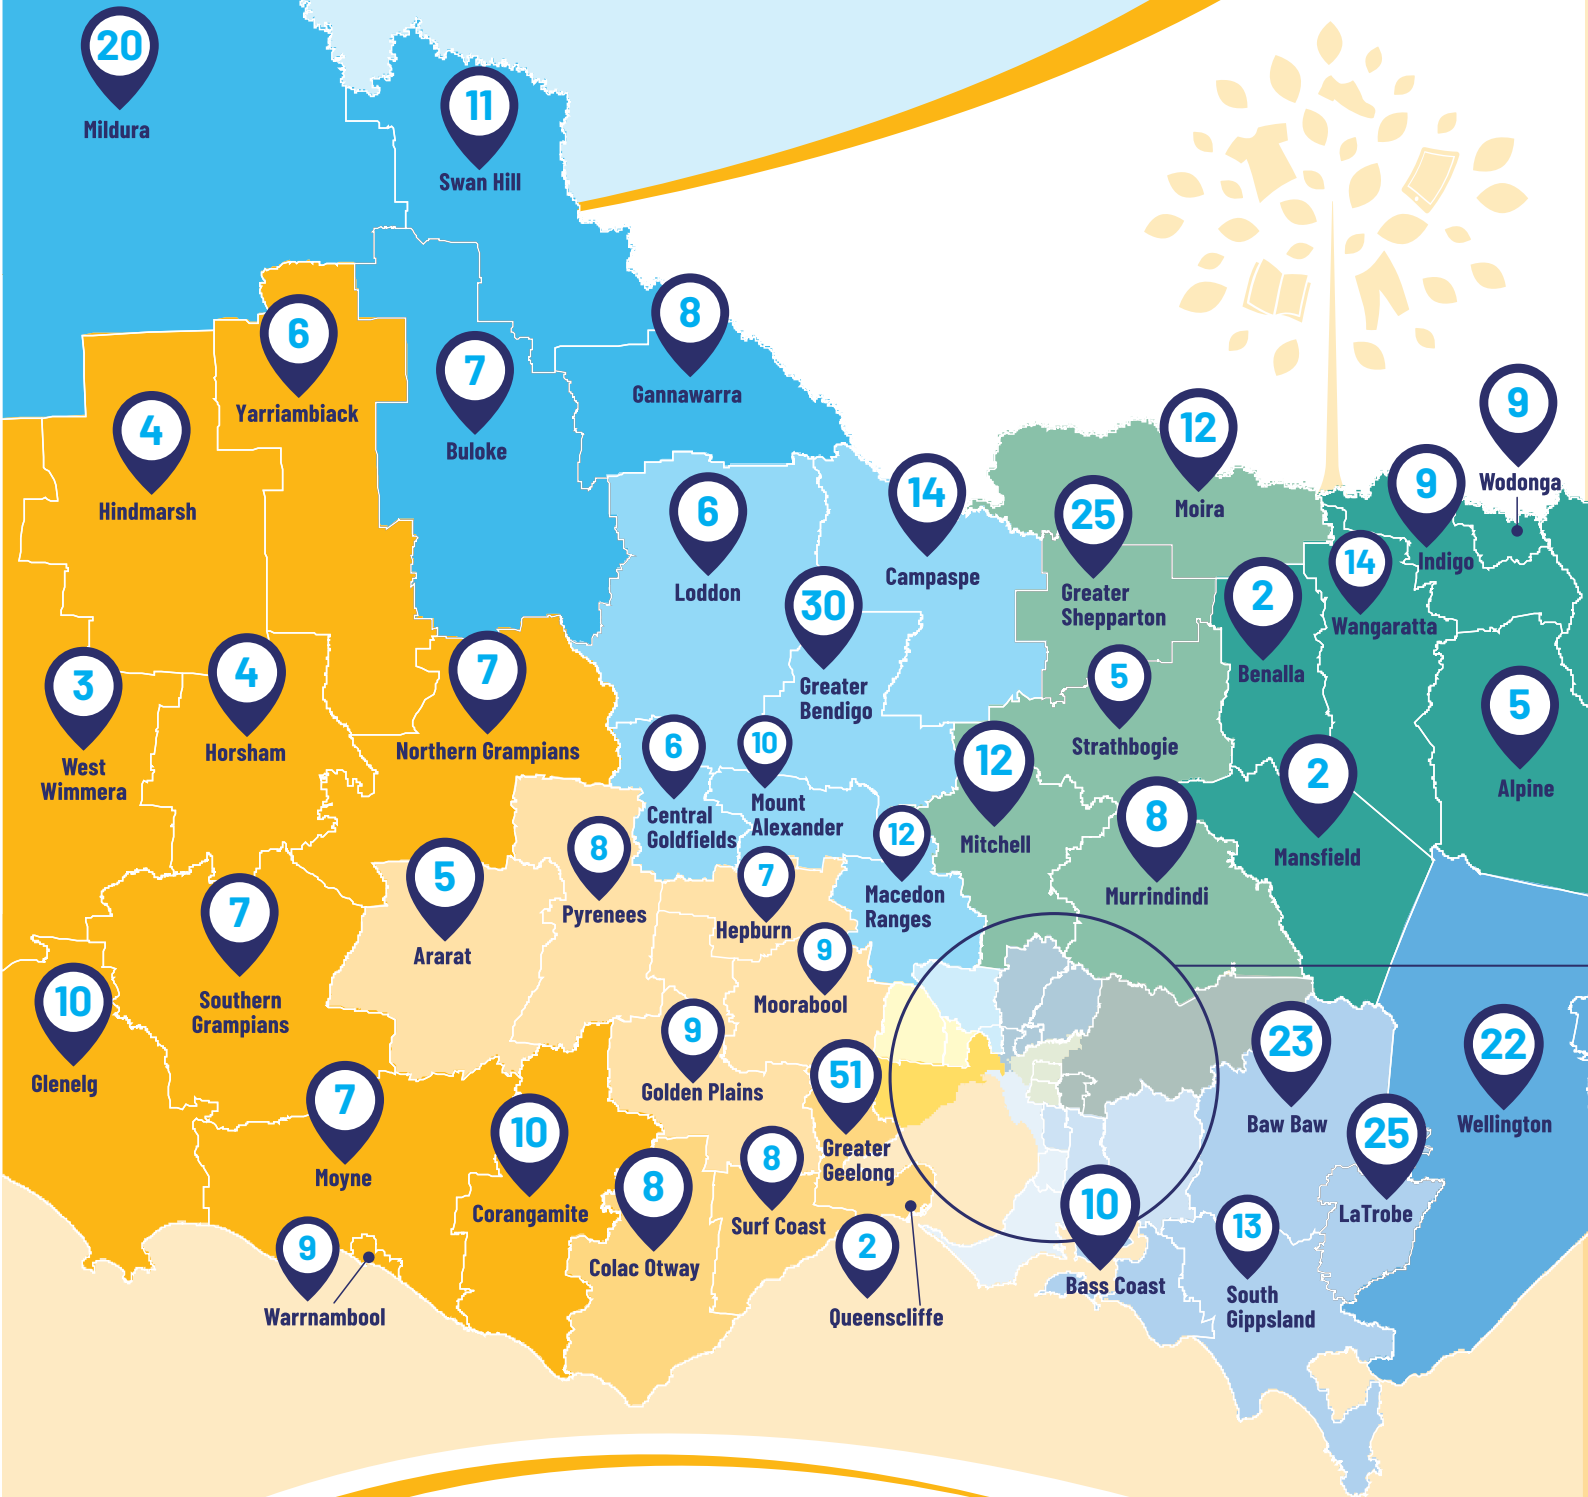 20
Mildura
11
Swan Hill
8
Gannawarra
6
Yarriambiack
7
Buloke
4
Hindmarsh
9
Wodonga
12
Moira
9
Indigo
14
Campaspe
25
Greater
Shepparton
6
Loddon
14
Wangaratta
2
Benalla
30
Greater
Bendigo
3
West
Wimmera
4
Horsham
7
Northern Grampians
5
Strathbogie
5
Alpine
6
Central
Goldfields
10
Mount
Alexander
12
Mitchell
2
Mansfield
8
Murrindindi
12
Macedon
Ranges
8
Pyrenees
5
Ararat
7
Hepburn
7
Southern
Grampians
9
Moorabool
10
Glenelg
9
Golden Plains
51
Greater
Geelong
23
Baw Baw
22
Wellington
7
Moyne
10
Corangamite
25
LaTrobe
8
Surf Coast
8
Colac Otway
10
Bass Coast
13
South
Gippsland
9
Warrnambool
2
Queenscliffe